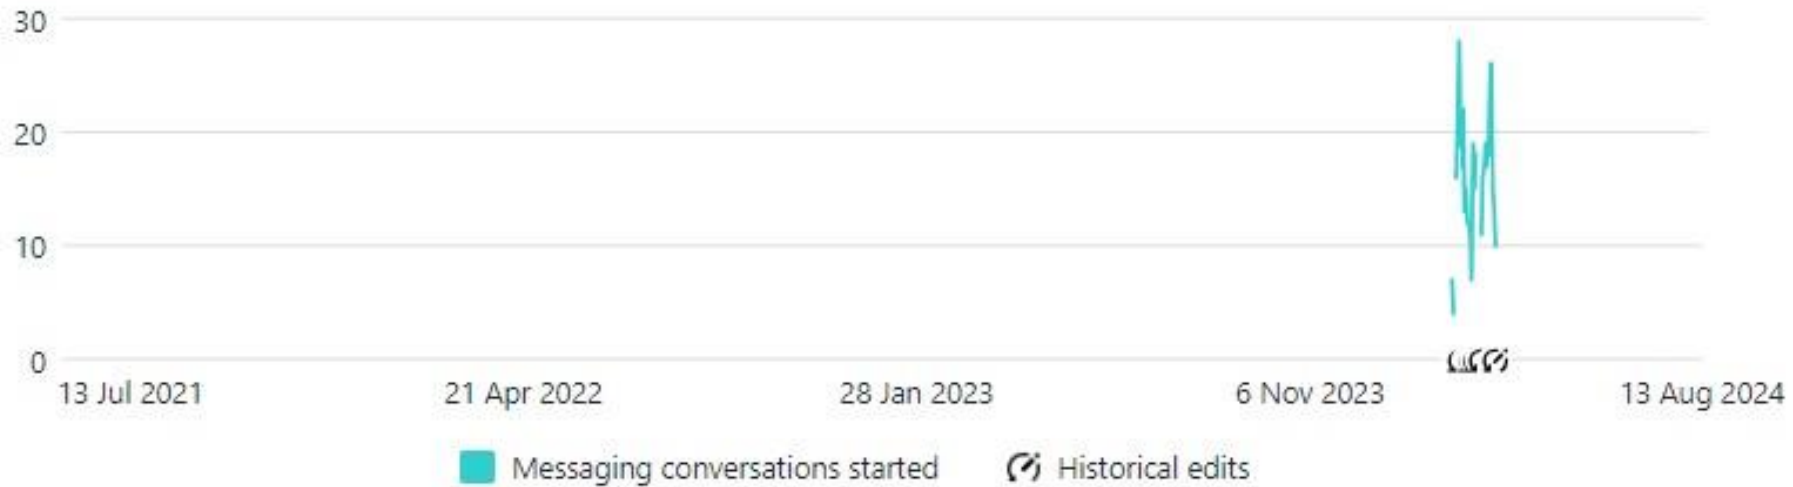 30
20
10
0
13 Jul 2021 21 Apr 2022 28 Jan 2023 6 Nov 2023 13 Aug 2024
Messaging conversations started Historical edits